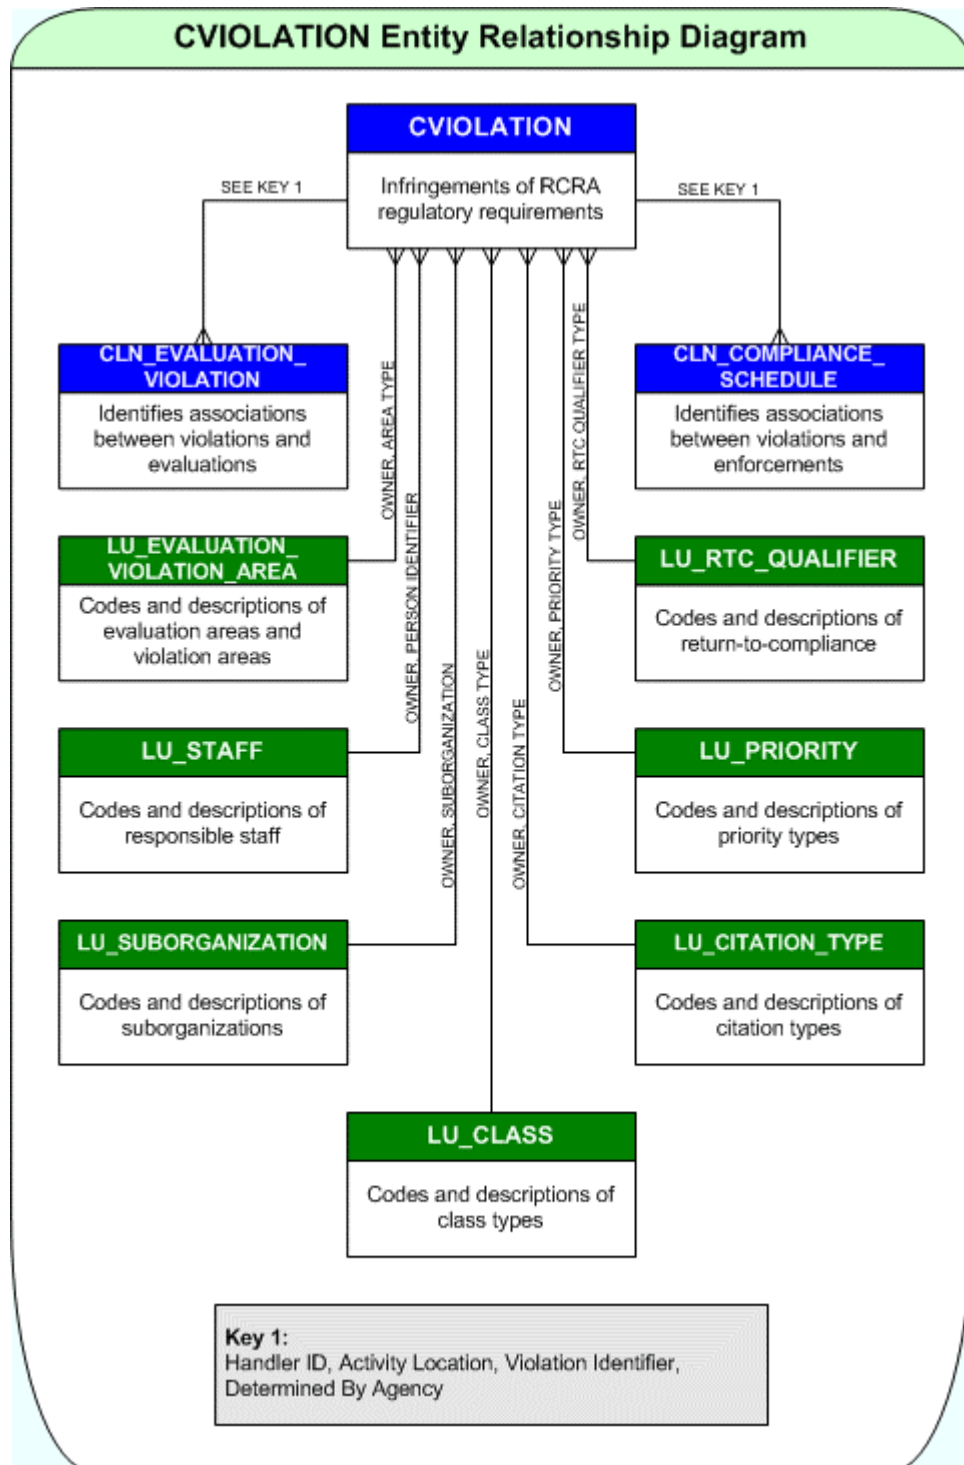 CVIOLATION Entity Relationship Diagram
CVIOLATION
Infringements of RCRA
regulatory requirements
SEE KEY 1
SEE KEY 1
CLN_EVALUATION_
VIOLATION
Identifies associations
between violations and
evaluations
CLN_COMPLIANCE_
SCHEDULE
Identifies associations
between violations and
enforcements
OWNER, AREA TYPE
OWNER, PERSON IDENTIFIER
OWNER, SUBORGANIZATION
OWNER, CLASS TYPE
OWNER, CITATION TYPE
OWNER, PRIORITY TYPE
OWNER, RTC QUALIFIER TYPE
LU_EVALUATION_
VIOLATION_AREA
Codes and descriptions of
evaluation areas and
violation areas
LU_RTC_QUALIFIER
Codes and descriptions of
return-to-compliance
LU_STAFF
Codes and descriptions of
responsible staff
LU_PRIORITY
Codes and descriptions of
priority types
LU_SUBORGANIZATION
Codes and descriptions of
suborganizations
LU_CITATION_TYPE
Codes and descriptions of
citation types
LU_CLASS
Codes and descriptions of
class types
Key 1:
Handler ID, Activity Location, Violation Identifier,
Determined By Agency